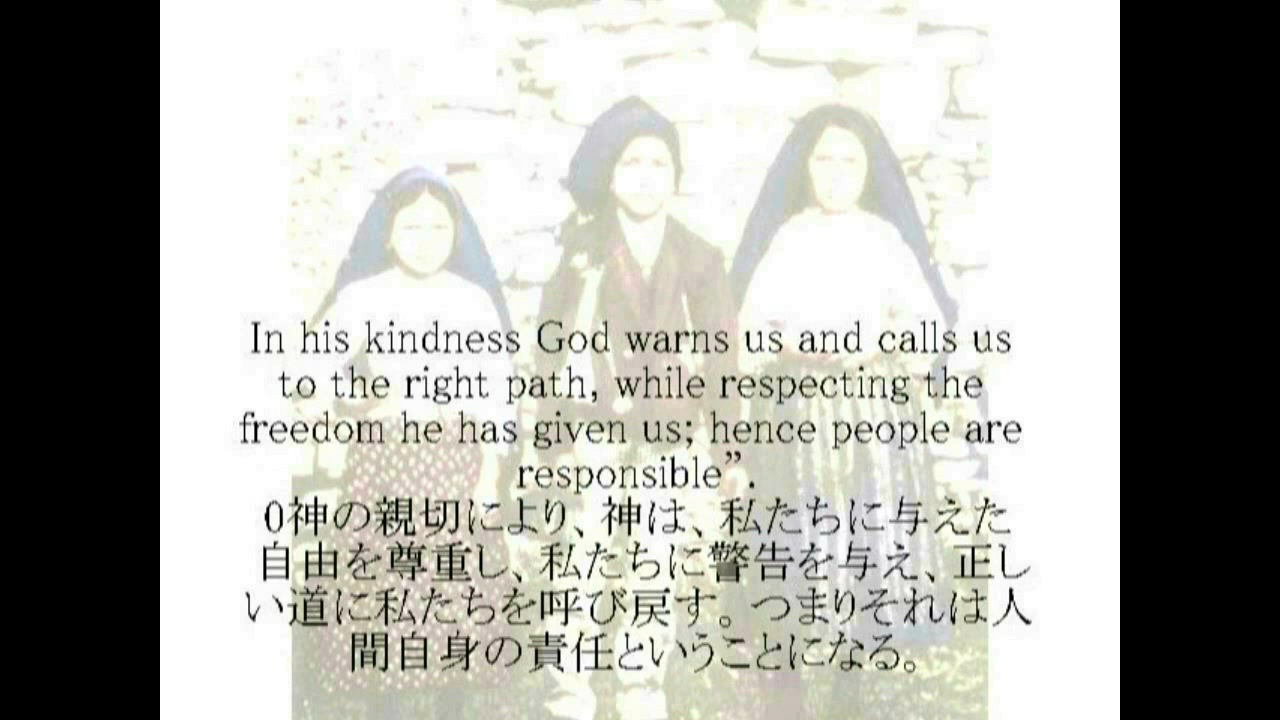 In his kindness God warns us and calls us
to the right path, while respecting the
freedom he has given us; hence people are
responsible”.
0神の親切により、神は、私たちに与えた
自由を尊重し、私たちに警告を与え、正し
い道に私たちを呼び戻す。つまりそれは人
間自身の責任ということになる。